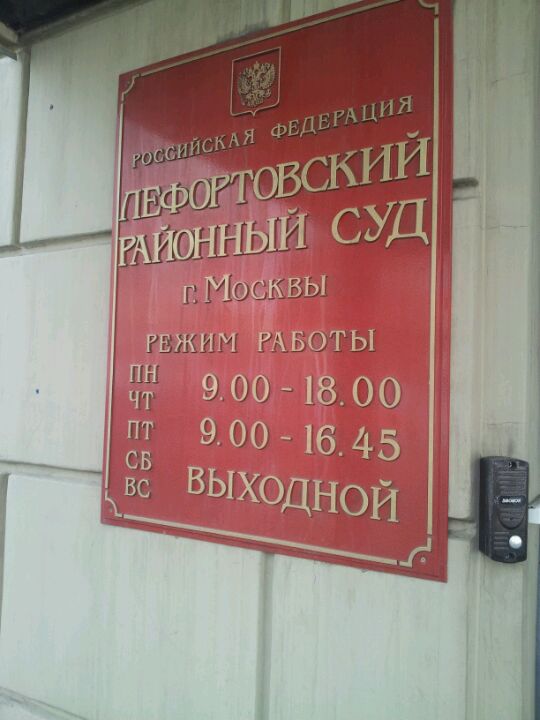 РОССИЙСКАЯ ФЕДЕРАЦИЯ
ЛЕФОРТОВСКИЙ
РАЙОННЫЙ СУД
г. МОСКВЫ
РЕЖИМ РАБОТЫ
ПН
ЧТ 9.00 - 18.00
ПТ 9.00 - 16.45
СБ
ВС ВЫХОДНОЙ